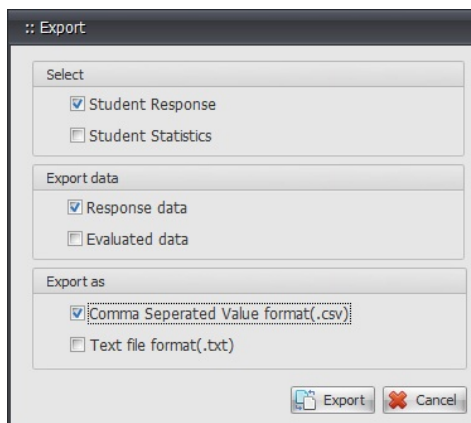 :: Export
Select
Student Response
Student Statistics
Export data
Response data
Evaluated data
Export as
Comma Seperated Value format(.csv)
Text file format(.txt)
Export Cancel